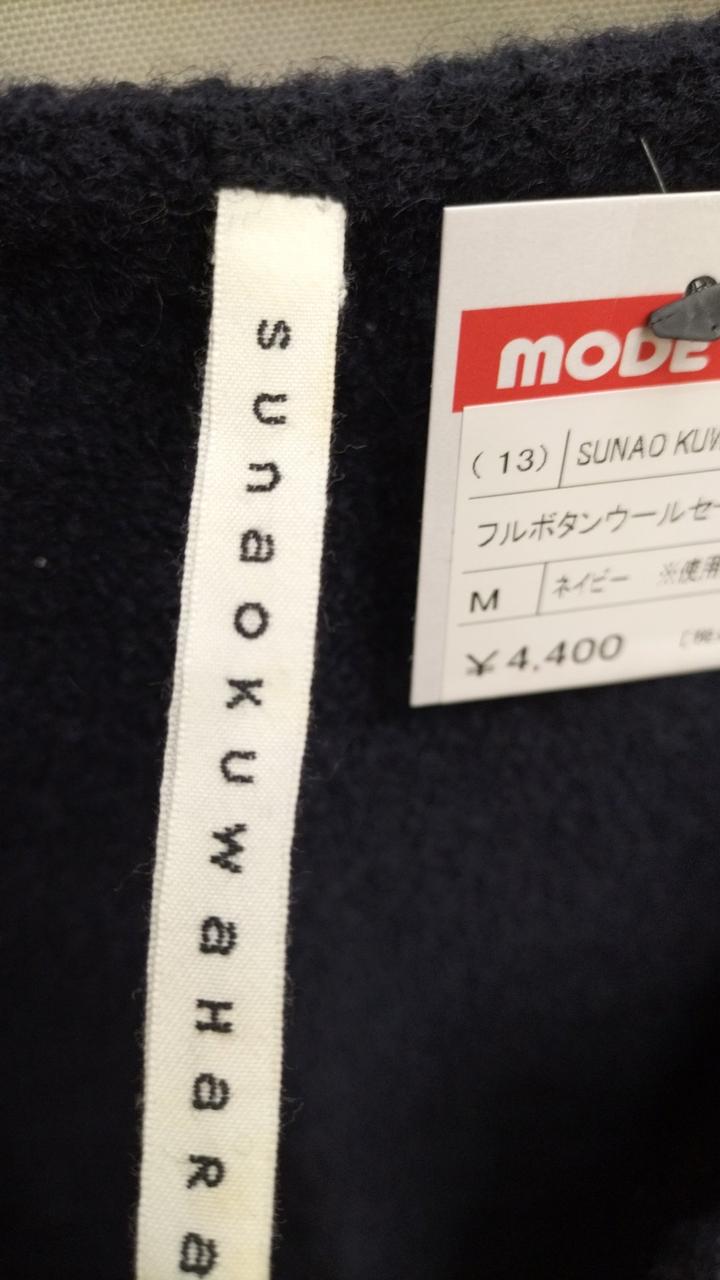 sunaoKuwaHaRa
MODE
(13) SUNAO KUW
フルボタンウールセー
M ネイビー ※使用
￥4,400